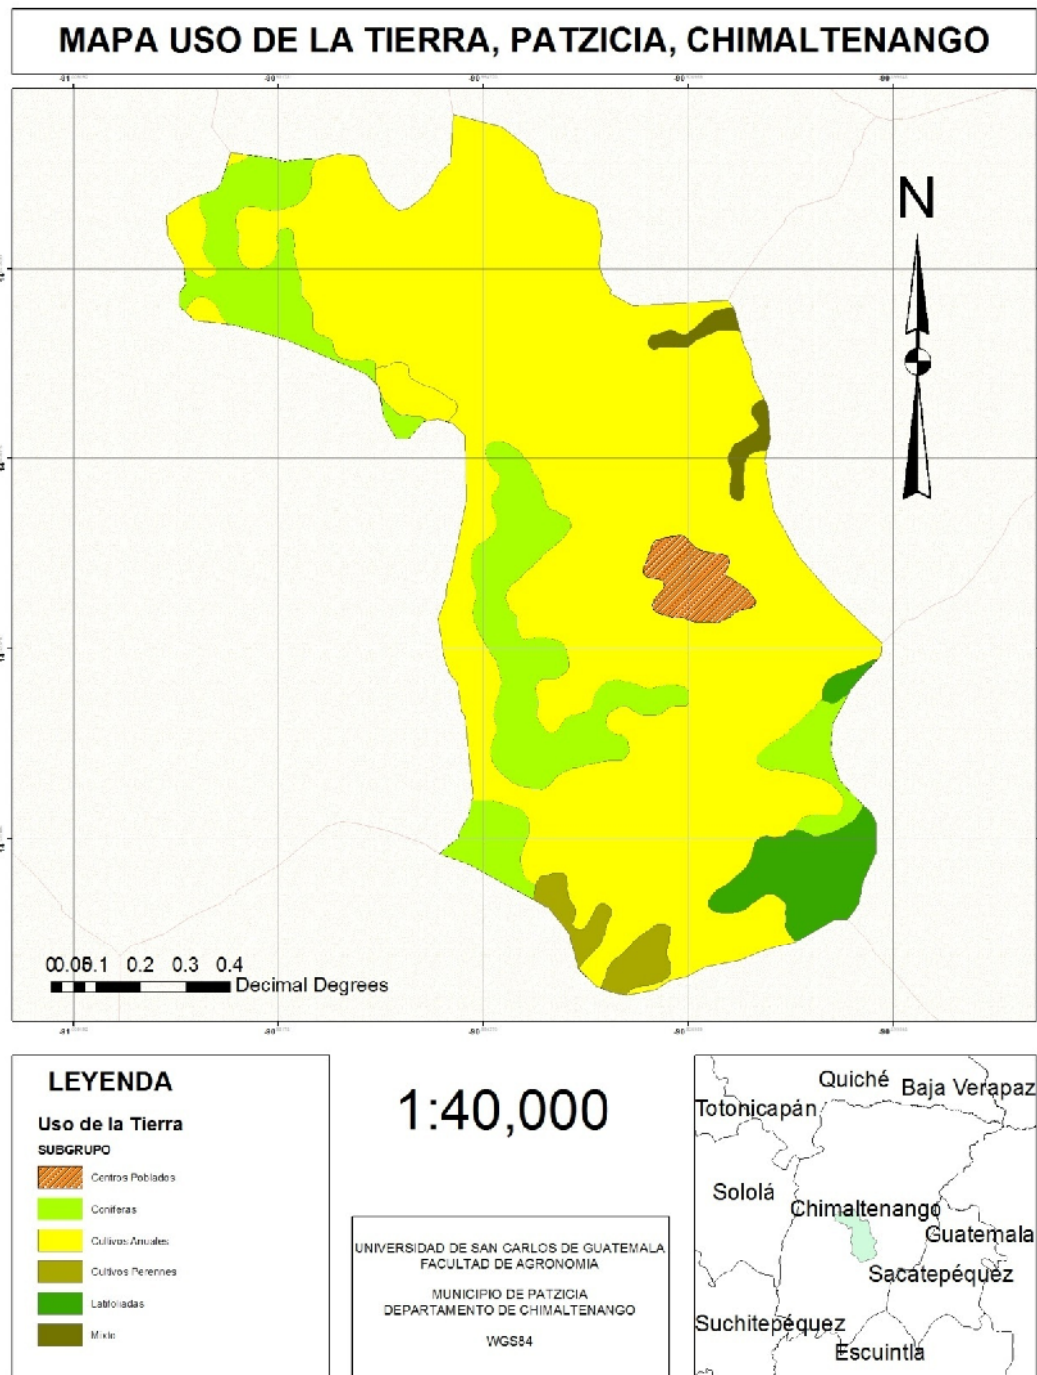 MAPA USO DE LA TIERRA, PATZICIA, CHIMALTENANGO
N
0 0.05 0.1 0.2 0.3 0.4
Decimal Degrees
LEYENDA
Uso de la Tierra
SUBGRUPO
Centros Poblados
Coniferas
Cultivos Anuales
Cultivos Perennes
Latifoliadas
Mixto
1:40,000
UNIVERSIDAD DE SAN CARLOS DE GUATEMALA
FACULTAD DE AGRONOMIA
MUNICIPIO DE PATZICIA
DEPARTAMENTO DE CHIMALTENANGO
WGS84
Quiché
Baja Verapaz
Totonicapán
Sololá
Chimaltenango
Guatemala
Sacatepéquez
Suchitepéquez
Escuintla